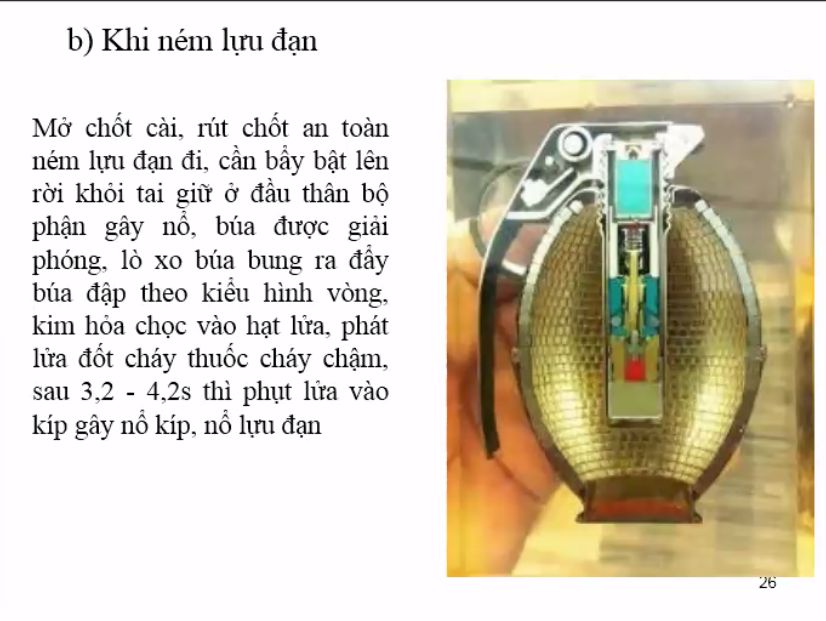 b) Khi ném lựu đạn
Mở chốt cài, rút chốt an toàn
ném lựu đạn đi, cần bẩy bật lên
rời khỏi tai giữ ở đầu thân bộ
phận gây nổ, búa được giải
phóng, lò xo búa bung ra đẩy
búa đập theo kiểu hình vòng,
kim hỏa chọc vào hạt lửa, phát
lửa đốt cháy thuốc cháy chậm,
sau 3,2 - 4,2s thì phụt lửa vào
kíp gây nổ kíp, nổ lựu đạn
26